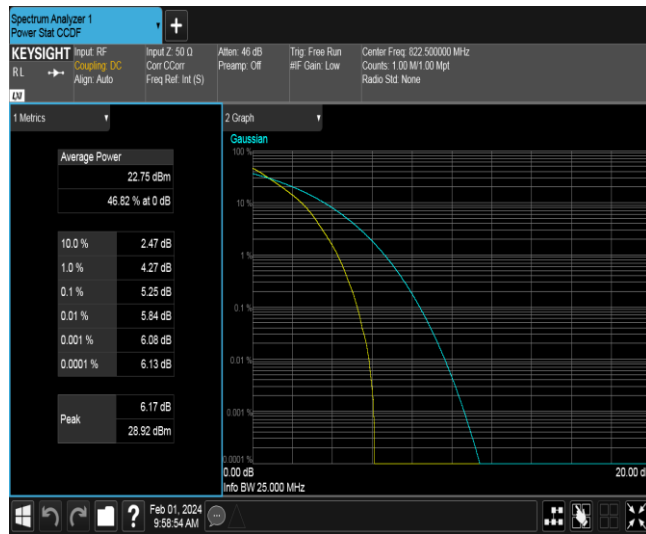 Spectrum Analyzer 1
Power Stat CCDF
+
KEYSIGHT
RL
LXI
Input: RF
Coupling: DC
Align: Auto
Input Z: 50 Ω
Corr CCorr
Freq Ref: Int (S)
Atten: 46 dB
Preamp: Off
Trig: Free Run
#IF Gain: Low
Center Freq: 822.500000 MHz
Counts: 1.00 M/1.00 Mpt
Radio Std: None
1 Metrics
Average Power
22.75 dBm
46.82 % at 0 dB
10.0 % 2.47 dB
1.0 % 4.27 dB
0.1 % 5.25 dB
0.01 % 5.84 dB
0.001 % 6.08 dB
0.0001 % 6.13 dB
Peak
6.17 dB
28.92 dBm
2 Graph
Gaussian
100 %
10 %
1 %
0.1 %
0.01 %
0.001 %
0.0001 %
0.00 dB
20.00 d
Info BW 25.000 MHz
?
Feb 01, 2024
9:58:54 AM